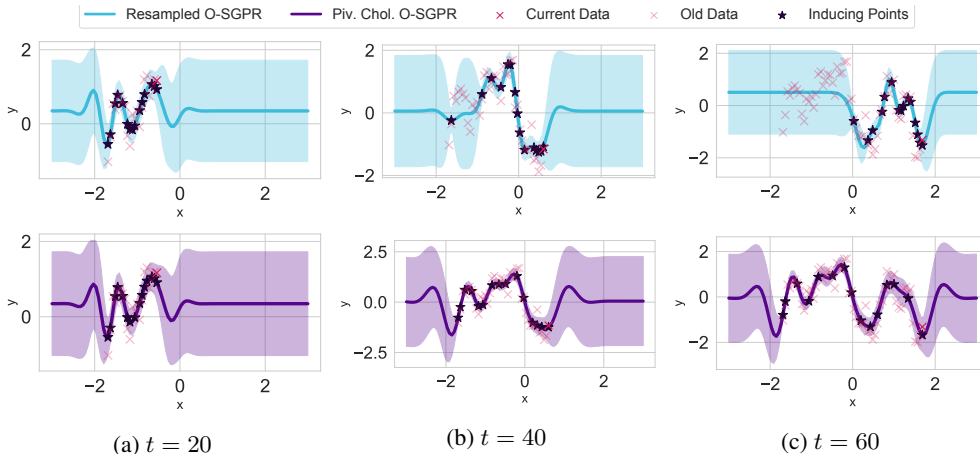 Resampled O-SGPR Piv. Chol. O-SGPR Current Data Old Data Inducing Points
2
0
y
−2 0 2
x
2
0
−2
y
−2 0 2
x
2
0
−2
y
−2 0 2
x
2
0
y
−2 0 2
x
2.5
0.0
−2.5
y
−2 0 2
x
2
0
−2
y
−2 0 2
x
(a) t = 20
(b) t = 40
(c) t = 60